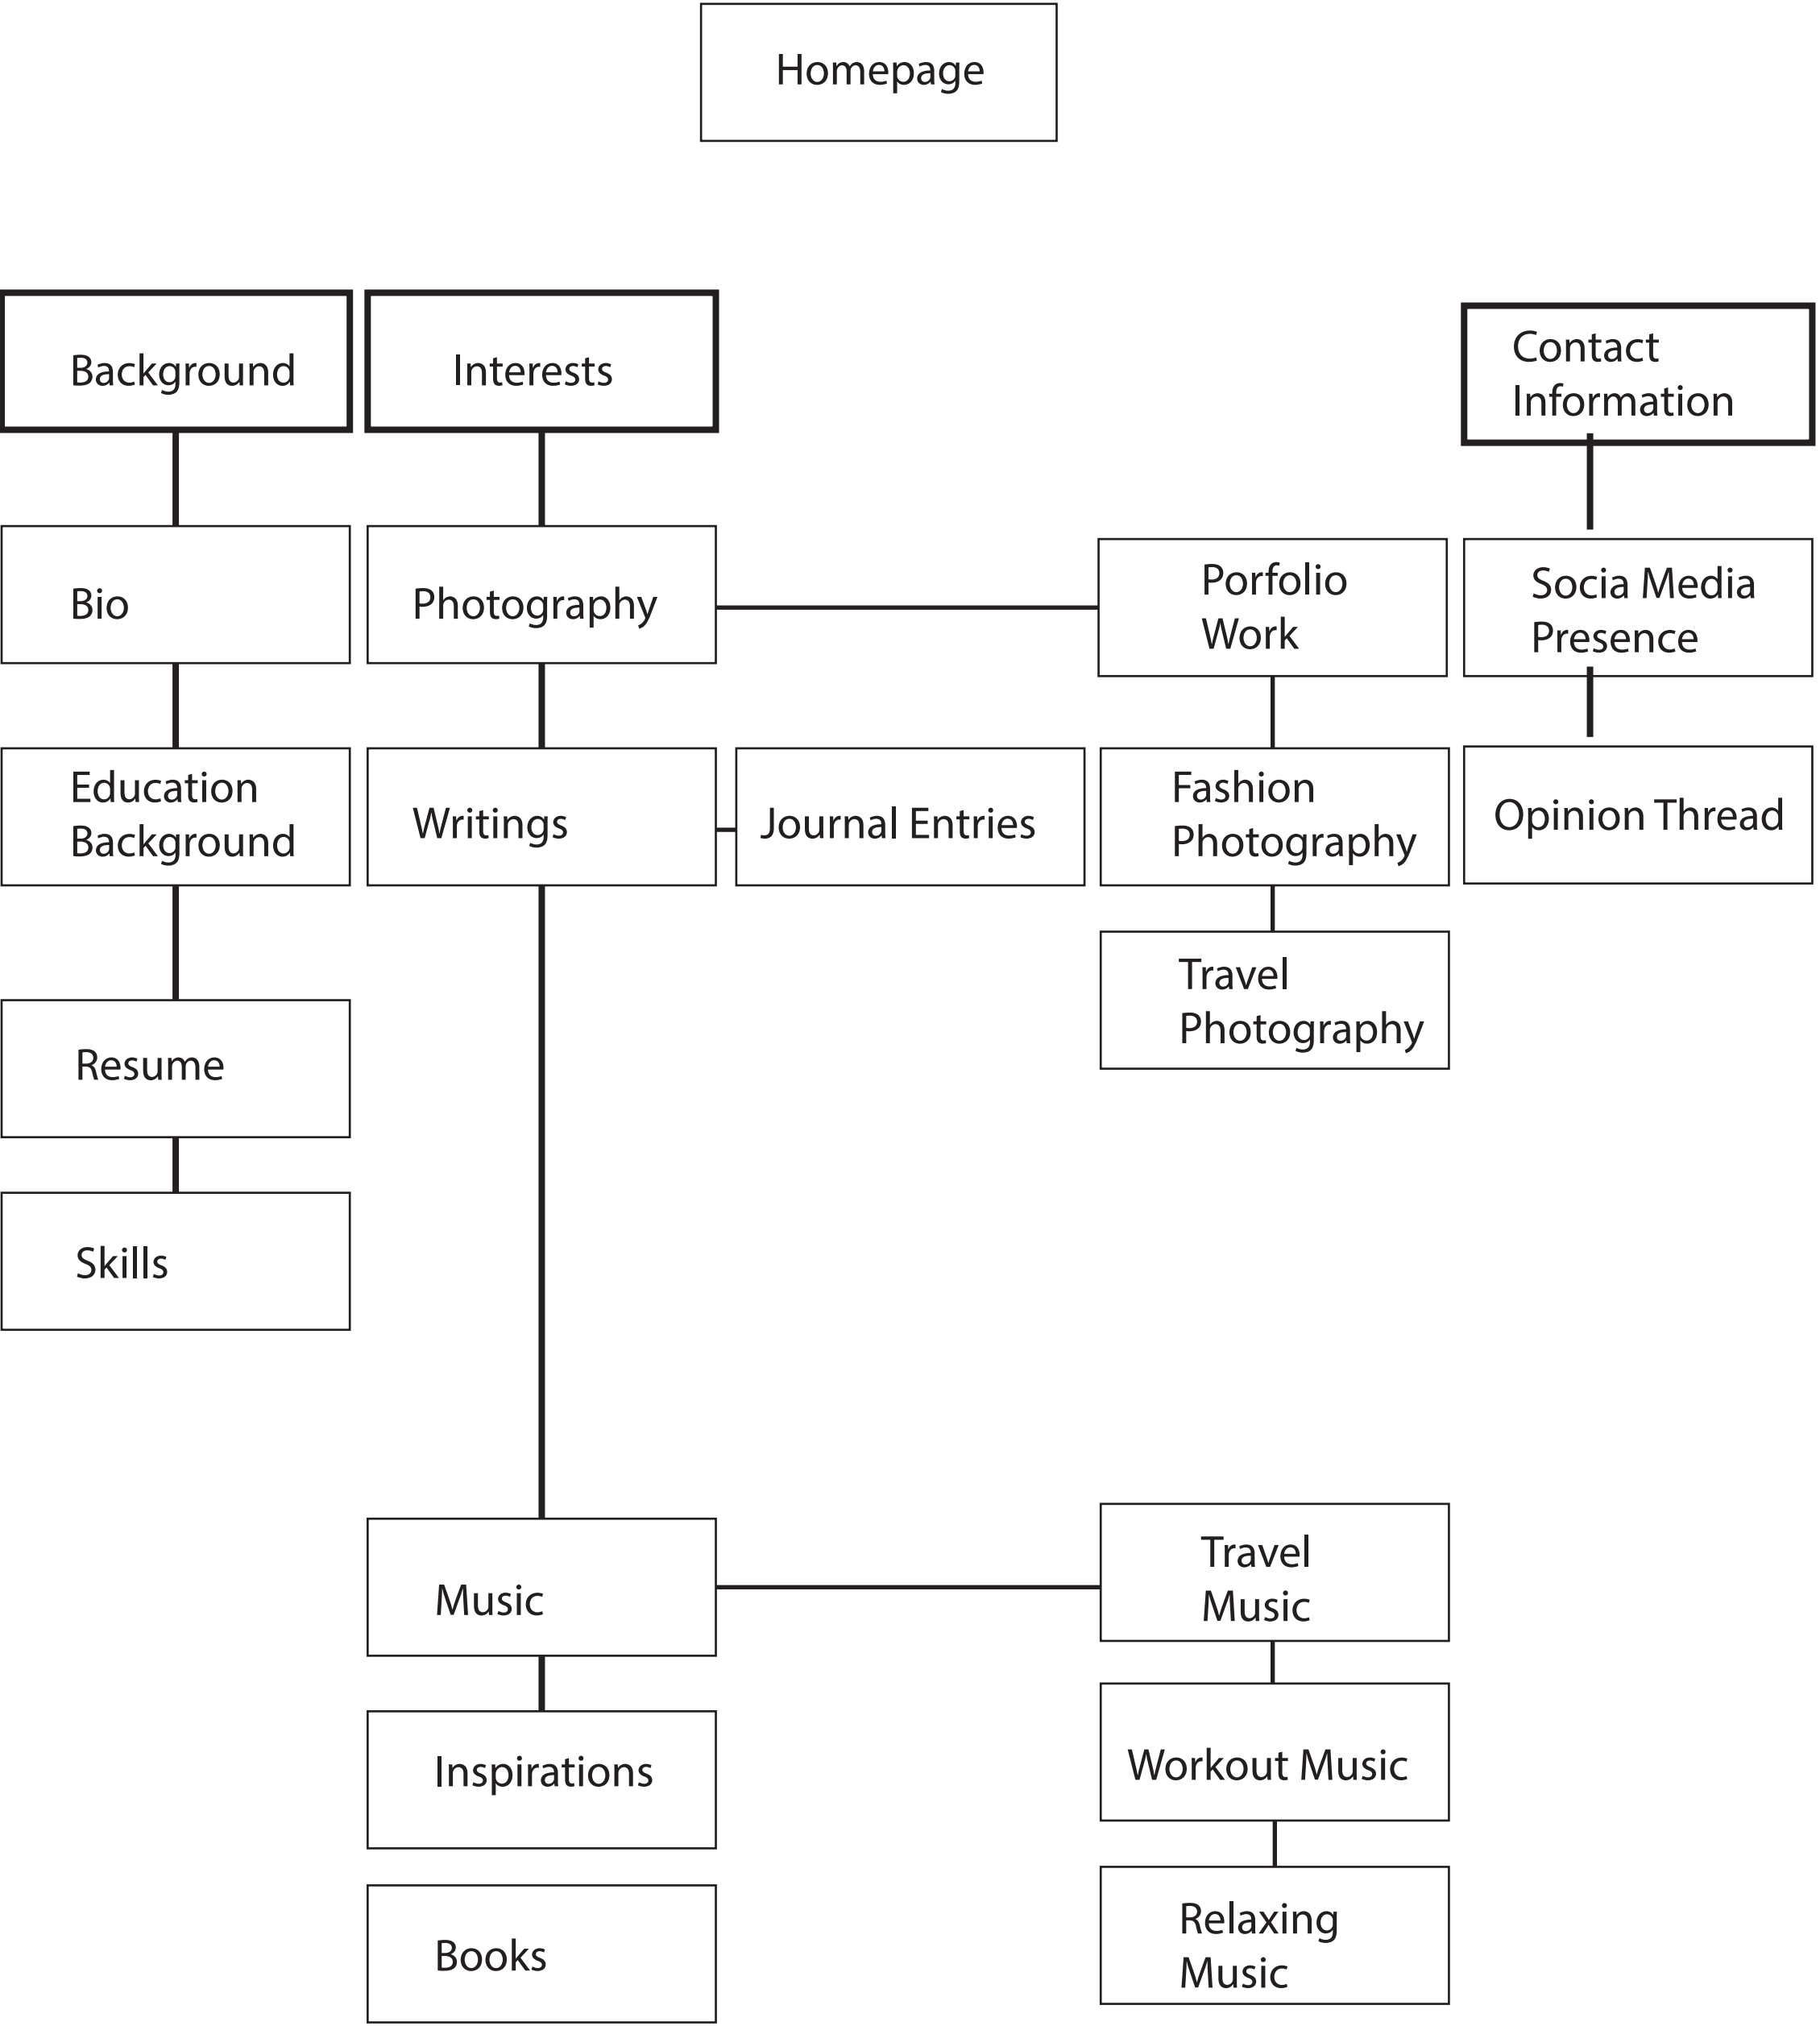 Homepage
Background
Interests
Contact
Information
Bio
Photography
Porfolio
Work
Social Media
Presence
Education
Background
Writings
Journal Entries
Fashion
Photography
Opinion Thread
Travel
Photography
Resume
Skills
Music
Travel
Music
Inspirations
Workout Music
Books
Relaxing
Music